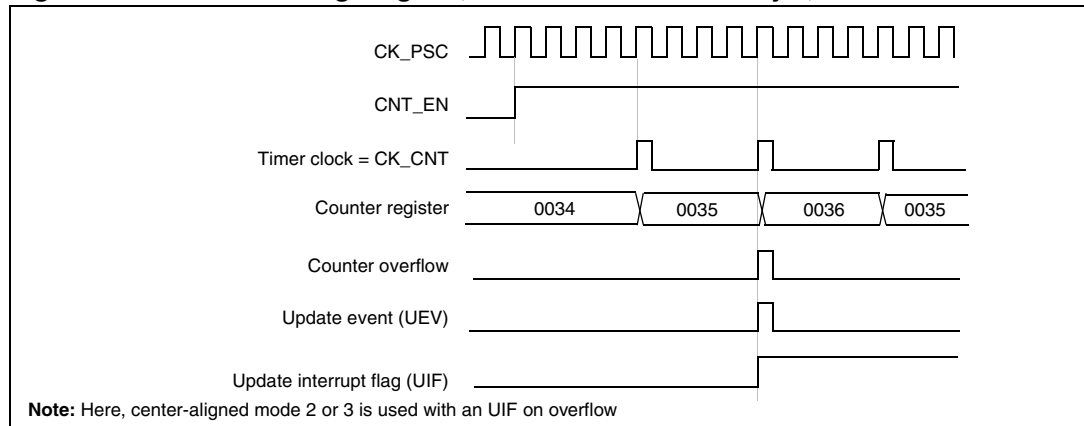 CK_PSC
CNT_EN
Timer clock = CK_CNT
Counter register 0034 0035 0036 0035
Counter overflow
Update event (UEV)
Update interrupt flag (UIF)
Note: Here, center-aligned mode 2 or 3 is used with an UIF on overflow